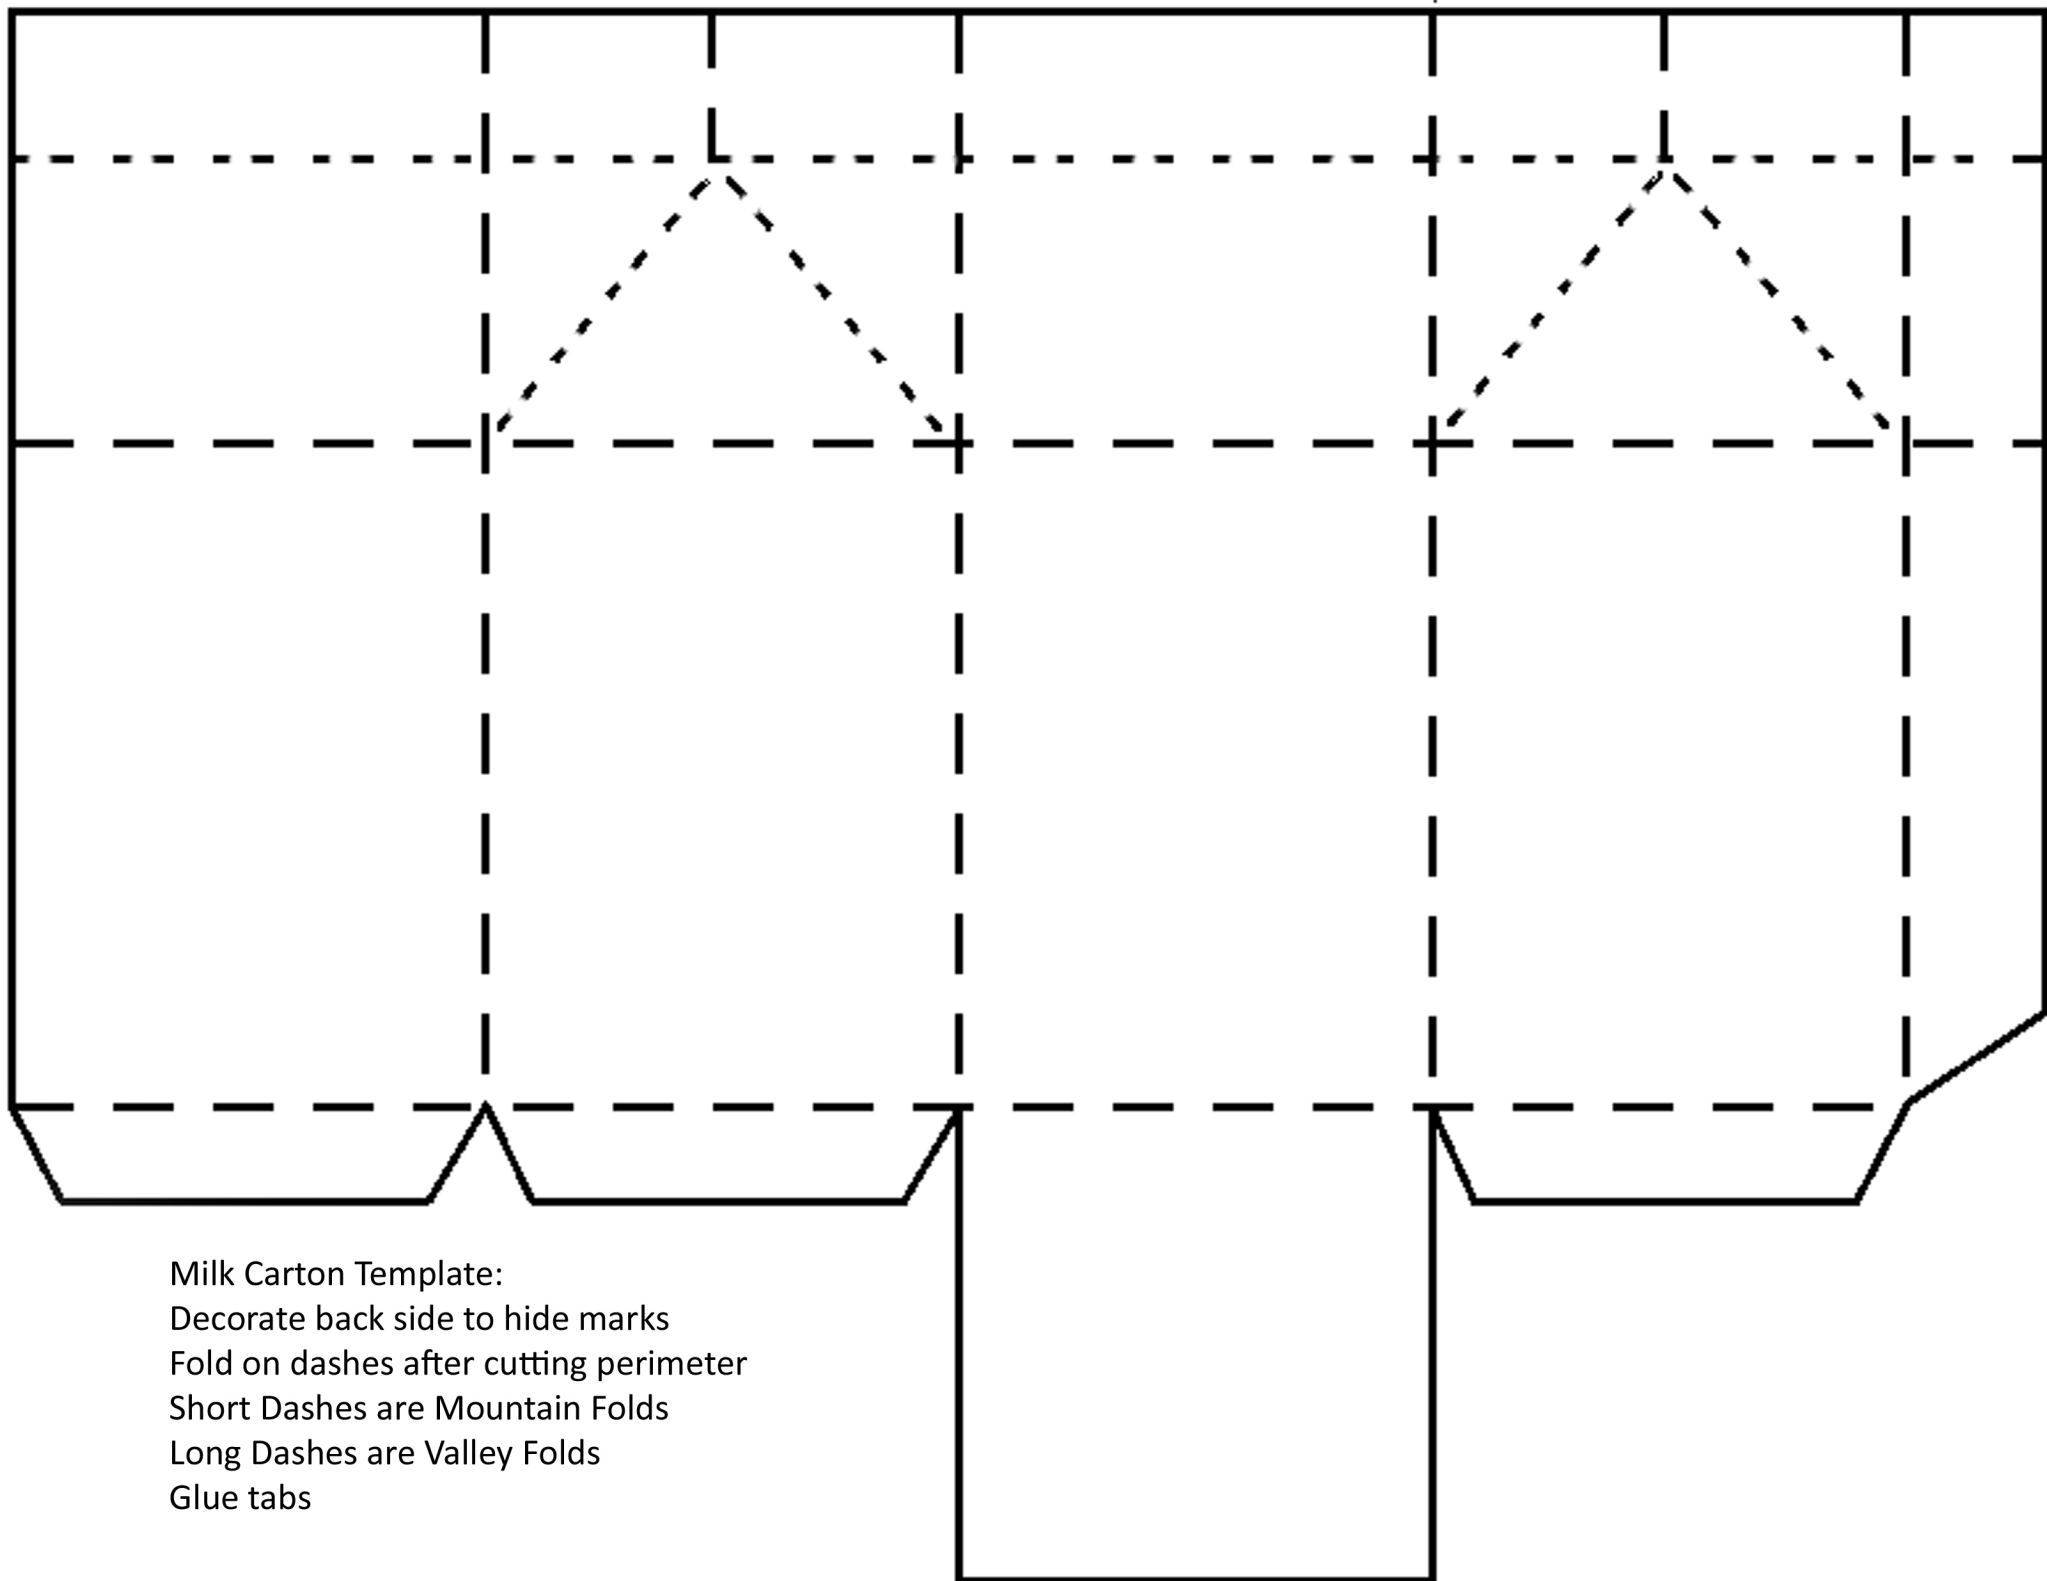 Milk Carton Template:
Decorate back side to hide marks
Fold on dashes after cutting perimeter
Short Dashes are Mountain Folds
Long Dashes are Valley Folds
Glue tabs